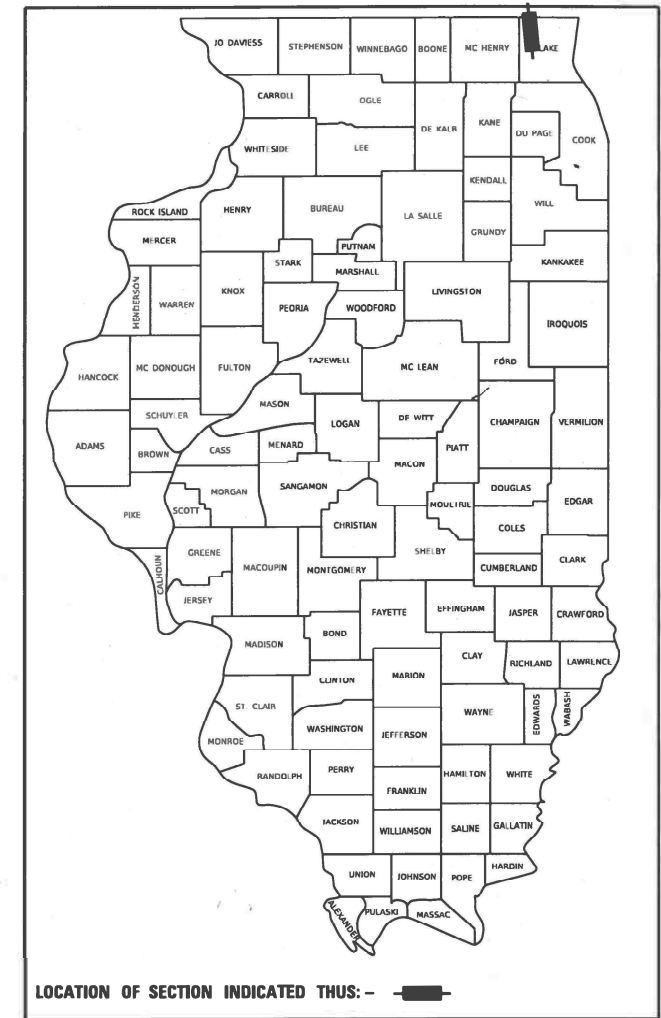 JO DAVIESS
STEPHENSON
WINNEBAGO
BOONE
MC HENRY
LAKE
CARROLL
OGLE
DE KALB
KANE
DU PAGE
COOK
WHITESIDE
LEE
KENDALL
WILL
ROCK ISLAND
HENRY
BUREAU
LA SALLE
GRUNDY
MERCER
PUTNAM
KANKAKEE
STARK
MARSHALL
HENDERSON
WARREN
KNOX
PEORIA
WOODFORD
LIVINGSTON
IROQUOIS
HANCOCK
MC DONOUGH
FULTON
TAZEWELL
MC LEAN
FORD
SCHUYLER
MASON
LOGAN
DE WITT
CHAMPAIGN
VERMILION
ADAMS
BROWN
CASS
MENARD
PIATT
MACON
MORGAN
SANGAMON
DOUGLAS
EDGAR
PIKE
SCOTT
CHRISTIAN
MOULTRIE
COLES
GREENE
MACOUPIN
MONTGOMERY
SHELBY
CUMBERLAND
CLARK
CALHOUN
JERSEY
FAYETTE
EFFINGHAM
JASPER
CRAWFORD
MADISON
BOND
CLAY
RICHLAND
LAWRENCE
CLINTON
MARION
ST. CLAIR
WAYNE
EDWARDS
WABASH
MONROE
WASHINGTON
JEFFERSON
RANDOLPH
PERRY
HAMILTON
WHITE
FRANKLIN
JACKSON
WILLIAMSON
SALINE
GALLATIN
UNION
JOHNSON
POPE
HARDIN
ALEXANDER
PULASKI
MASSAC
LOCATION OF SECTION INDICATED THUS: –